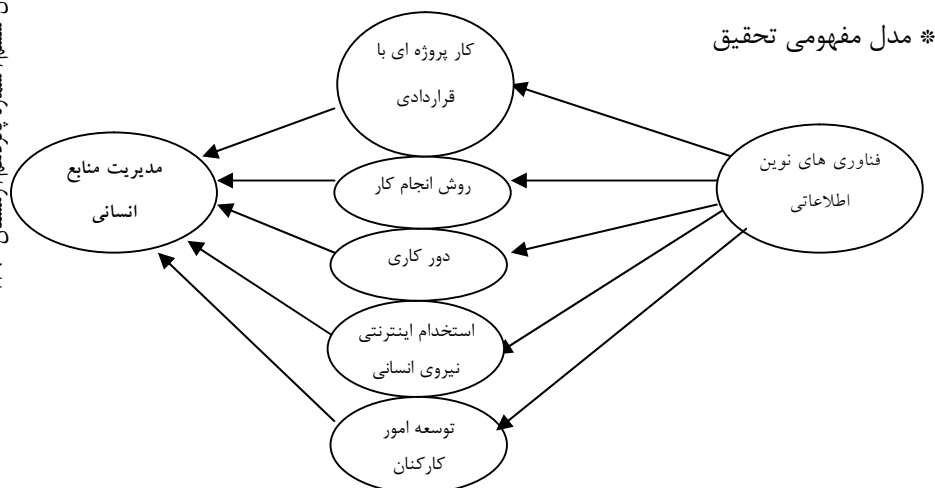 * مدل مفهومی تحقیق
فناوری های نوین
اطلاعاتی
کار پروژه ای با
قراردادی
روش انجام کار
دور کاری
استخدام اینترنتی
نیروی انسانی
توسعه امور
کارکنان
مدیریت منابع
انسانی